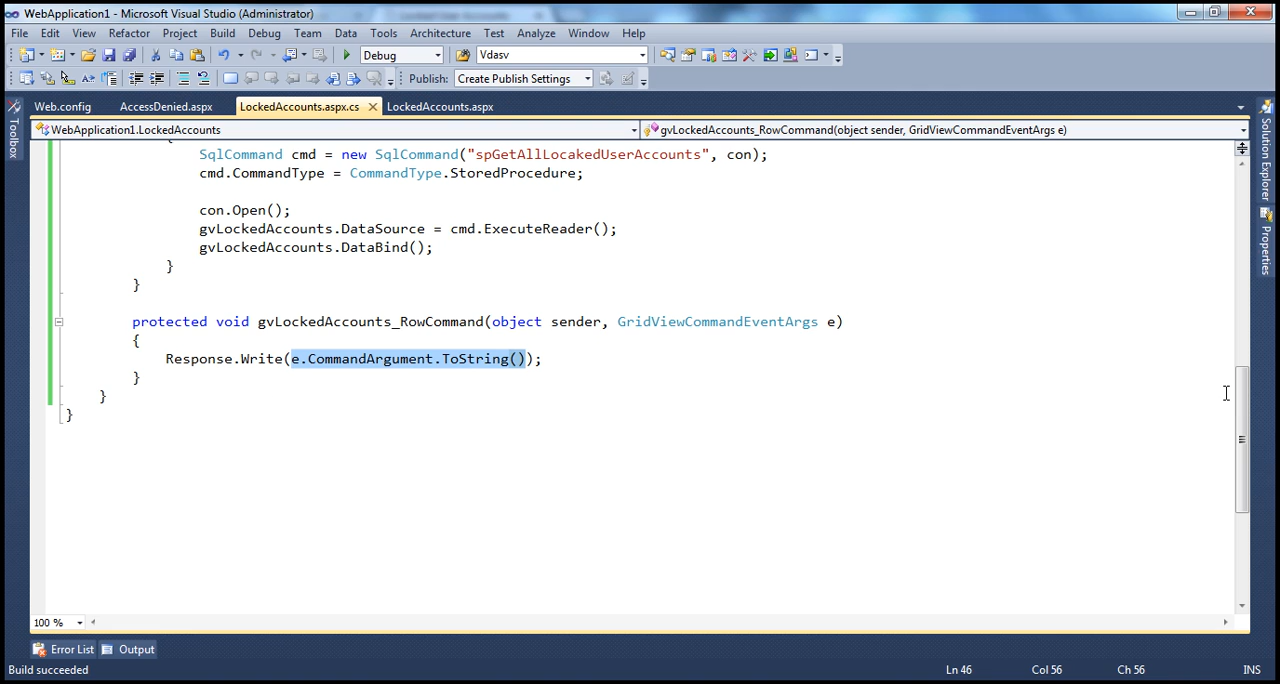 WebApplication1 - Microsoft Visual Studio (Administrator)
File Edit View Refactor Project Build Debug Team Data Tools Architecture Test Analyze Window Help
Debug Vdasv
Publish: Create Publish Settings
Web.config AccessDenied.aspx LockedAccounts.aspx.cs LockedAccounts.aspx
WebApplication1.LockedAccounts gvLockedAccounts_RowCommand(object sender, GridViewCommandEventArgs e)
Toolbox
Solution Explorer
Properties
{
SqlCommand cmd = new SqlCommand("spGetAllLocakedUserAccounts", con);
cmd.CommandType = CommandType.StoredProcedure;
con.Open();
gvLockedAccounts.DataSource = cmd.ExecuteReader();
gvLockedAccounts.DataBind();
}
}
protected void gvLockedAccounts_RowCommand(object sender, GridViewCommandEventArgs e)
{
Response.Write(e.CommandArgument.ToString());
}
}
}
100 %
Error List Output
Build succeeded Ln 46 Col 56 Ch 56 INS